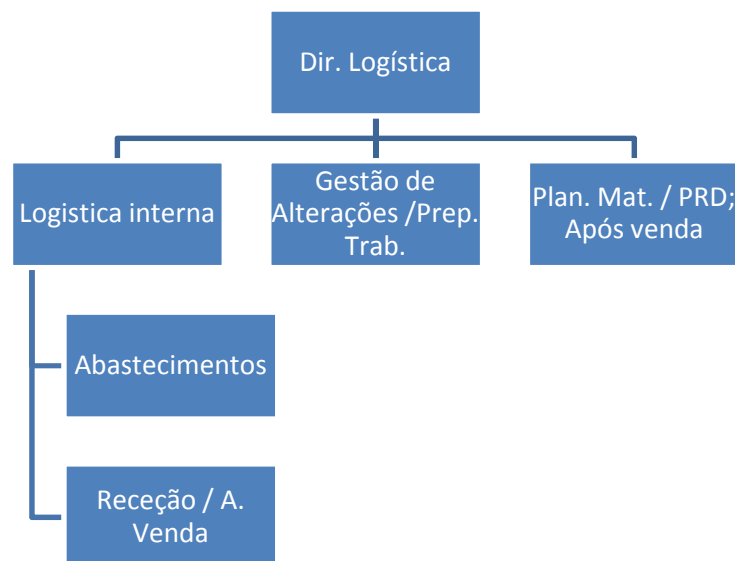 Dir. Logística
Logistica interna
Gestão de
Alterações /Prep.
Trab.
Plan. Mat. / PRD;
Após venda
Abastecimentos
Receção / A.
Venda